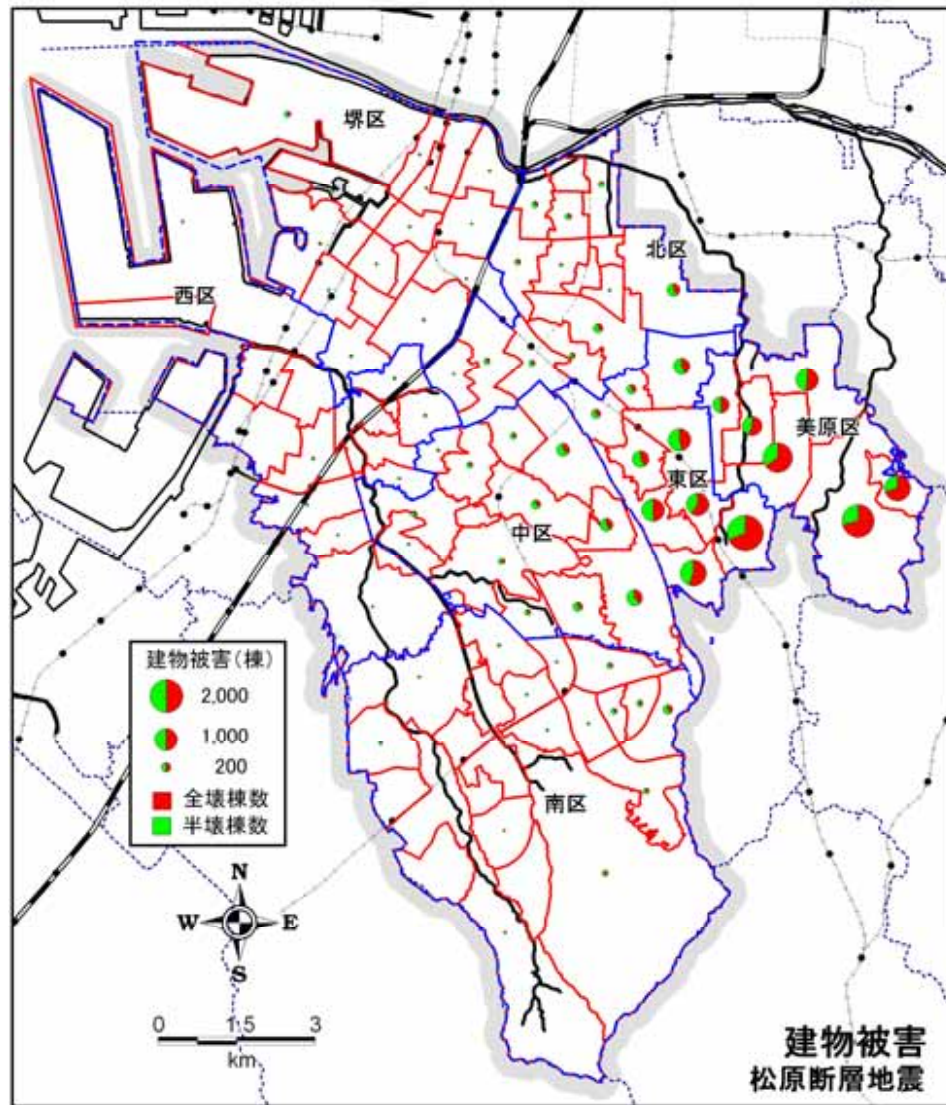 堺区
北区
西区
美原区
東区
中区
建物被害(棟)
2,000
1,000
200
全壊棟数
半壊棟数
南区
N
W
E
S
0 1.5 3
km
建物被害
松原断層地震